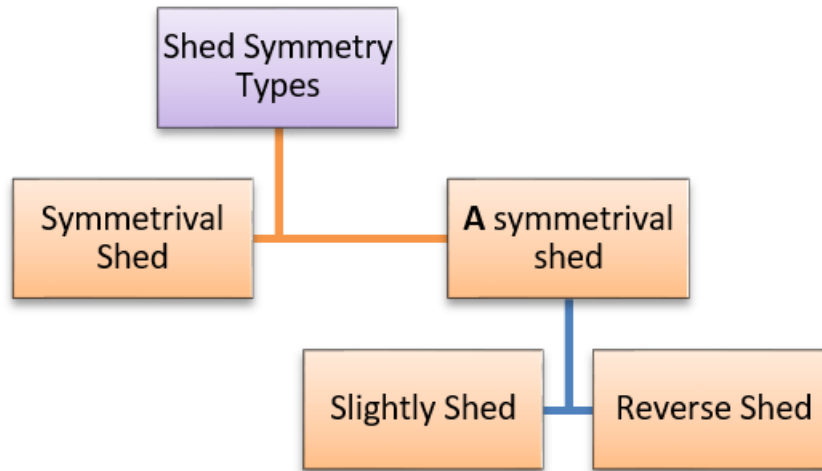 Shed Symmetry
Types
Symmetrival
Shed
A symmetrival
shed
Slightly Shed
Reverse Shed